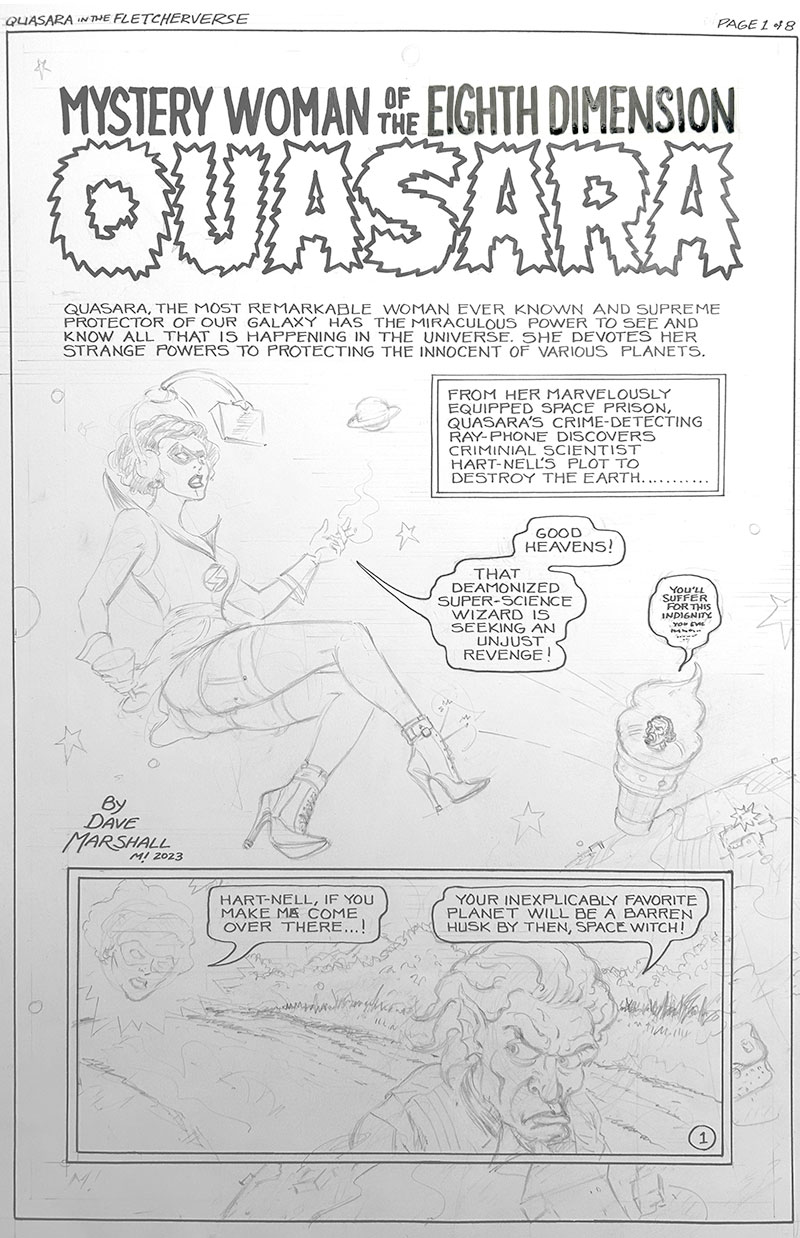 QUASARA IN THE FLETCHERVERSE
PAGE 1 of 8
MYSTERY WOMAN OF THE EIGHTH DIMENSION
QUASARA
QUASARA, THE MOST REMARKABLE WOMAN EVER KNOWN AND SUPREME
PROTECTOR OF OUR GALAXY HAS THE MIRACULOUS POWER TO SEE AND
KNOW ALL THAT IS HAPPENING IN THE UNIVERSE. SHE DEVOTES HER
STRANGE POWERS TO PROTECTING THE INNOCENT OF VARIOUS PLANETS.
FROM HER MARVELOUSLY
EQUIPPED SPACE PRISON,
QUASARA'S CRIME-DETECTING
RAY-PHONE DISCOVERS
CRIMINIAL SCIENTIST
HART-NELL'S PLOT TO
DESTROY THE EARTH..........
GOOD
HEAVENS!
THAT
DEAMONIZED
SUPER-SCIENCE
WIZARD IS
SEEKING AN
UNJUST
REVENGE!
YOU'LL
SUFFER
FOR THIS
INDIGNITY
YOU EVIL
BY
DAVE
MARSHALL
M! 2023
HART-NELL, IF YOU
MAKE ME COME
OVER THERE...!
YOUR INEXPLICABLY FAVORITE
PLANET WILL BE A BARREN
HUSK BY THEN, SPACE WITCH!
1
M!